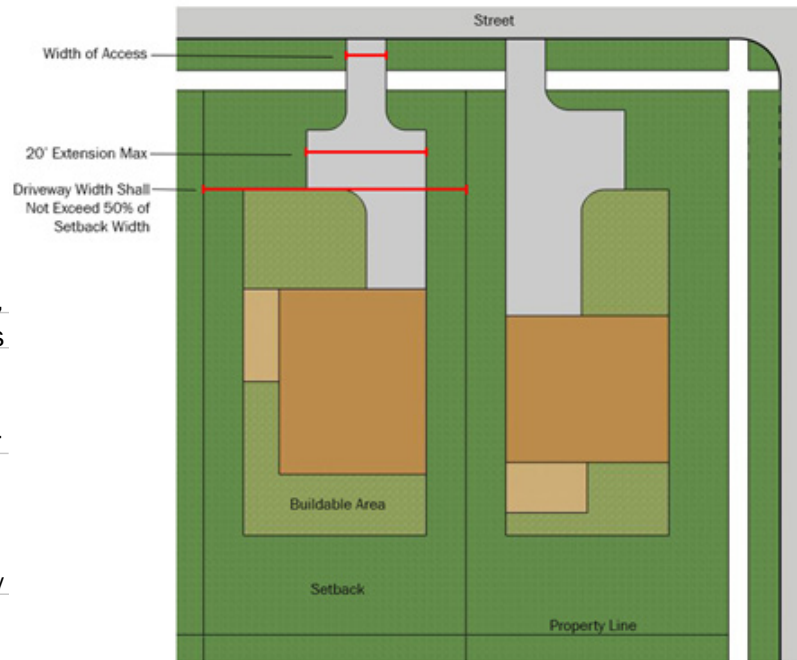 Street
Width of Access
20' Extension Max
Driveway Width Shall
Not Exceed 50% of
Setback Width
Buildable Area
Setback
Property Line